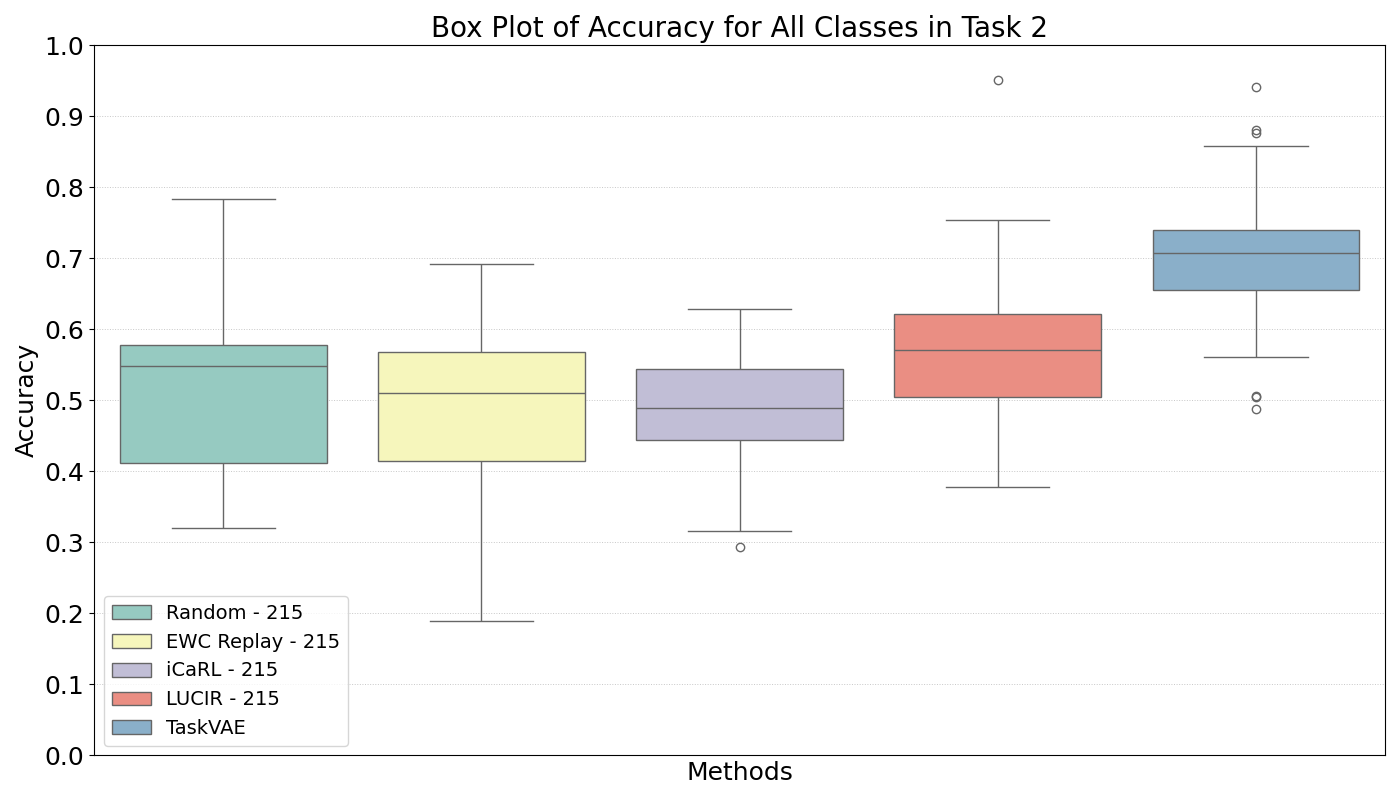 Box Plot of Accuracy for All Classes in Task 2
1.0
0.9
0.8
0.7
0.6
0.5
0.4
0.3
0.2
0.1
0.0
Accuracy
Random - 215
EWC Replay - 215
iCaRL - 215
LUCIR - 215
TaskVAE
Methods